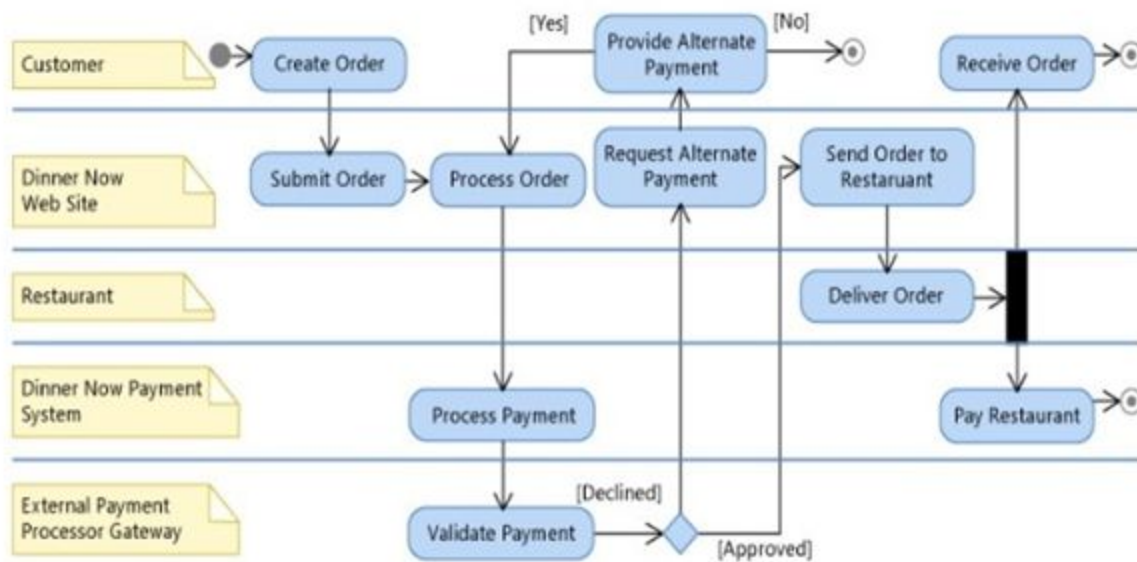 [Yes]
[No]
Customer
Create Order
Provide Alternate
Payment
Receive Order
Dinner Now
Web Site
Submit Order
Process Order
Request Alternate
Payment
Send Order to
Restaruant
Restaurant
Deliver Order
Dinner Now Payment
System
Process Payment
Pay Restaurant
External Payment
Processor Gateway
Validate Payment
[Declined]
[Approved]